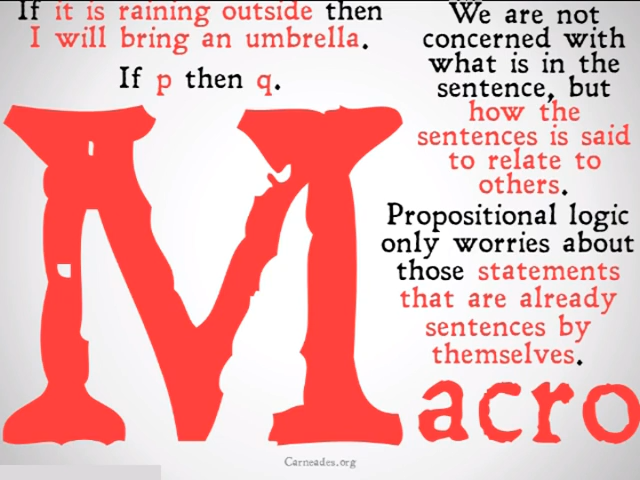 If it is raining outside then
I will bring an umbrella.
If p then q.
We are not
concerned with
what is in the
sentence, but
how the
sentences is said
to relate to
others.
Propositional logic
only worries about
those statements
that are already
sentences by
themselves.
Macro
Carneades.org